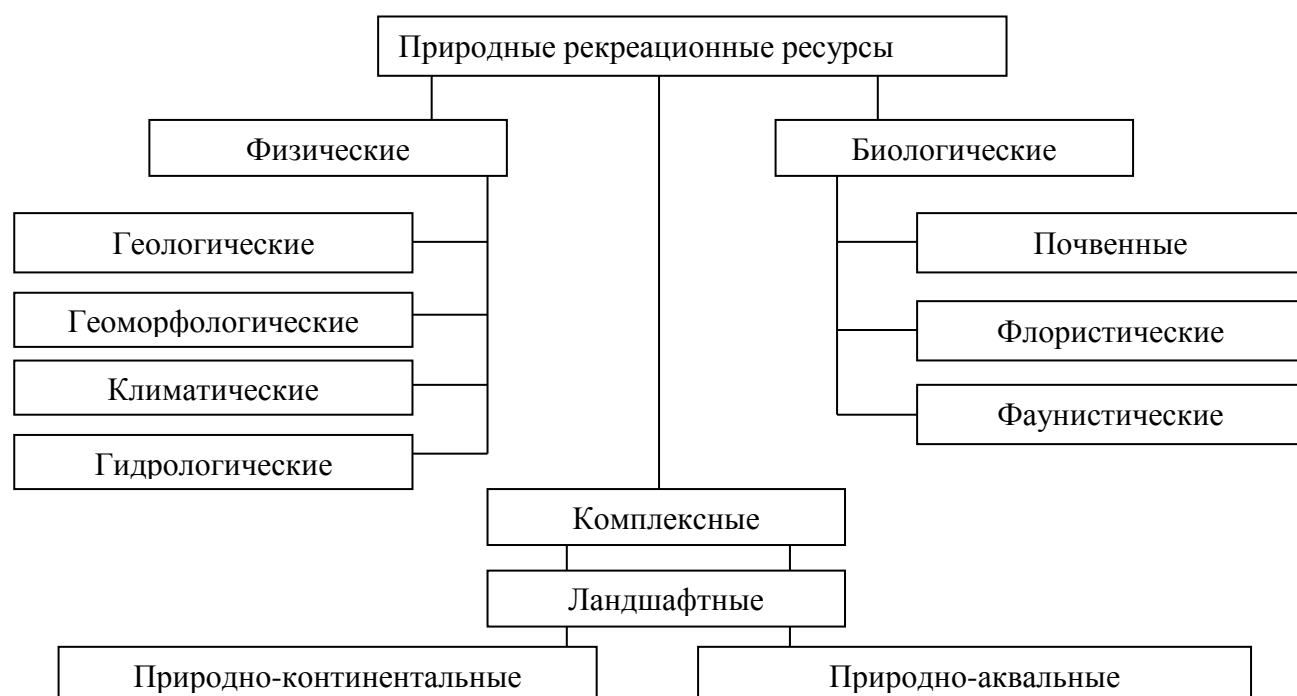 Природные рекреационные ресурсы
Физические
Биологические
Геологические
Почвенные
Геоморфологические
Флористические
Климатические
Фаунистические
Гидрологические
Комплексные
Ландшафтные
Природно-континентальные
Природно-аквальные